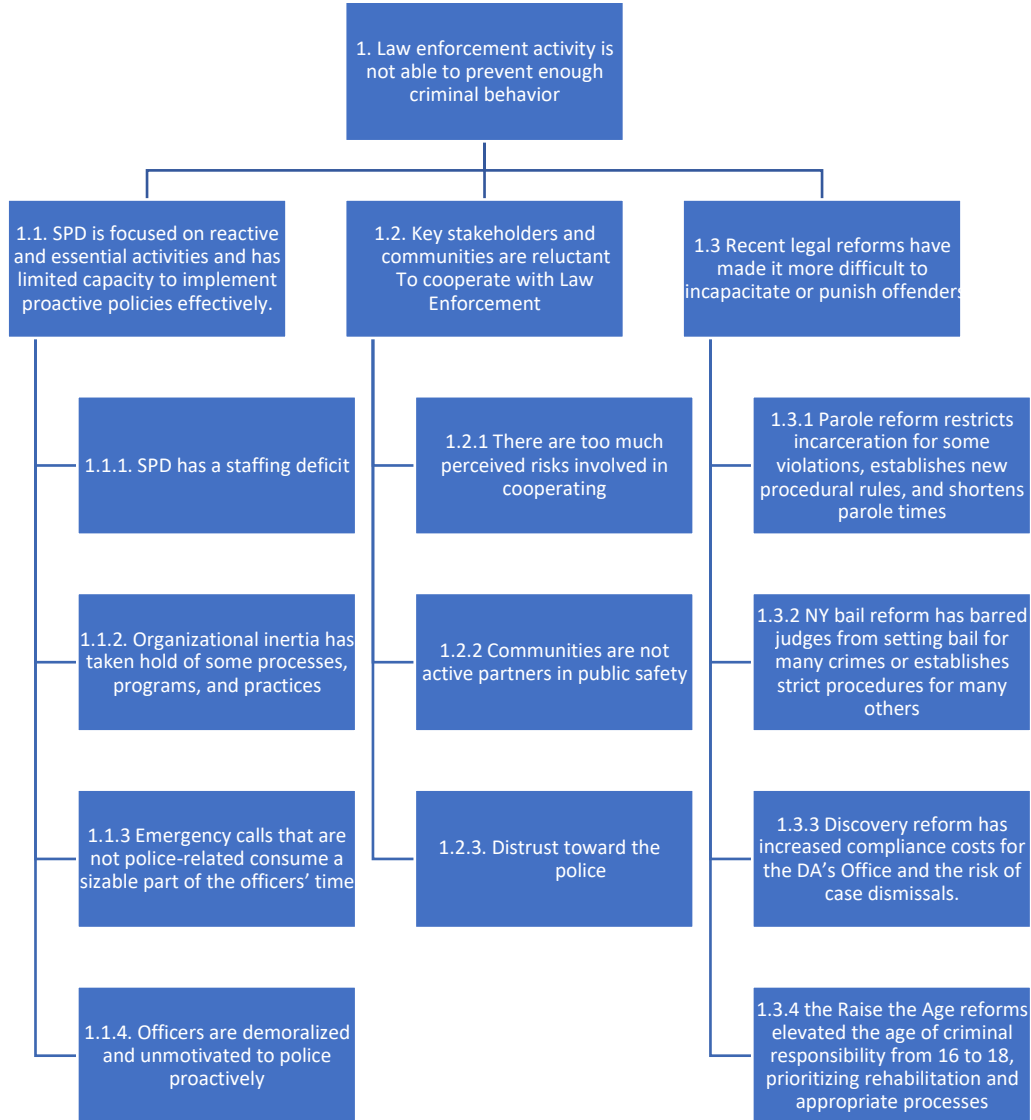 1. Law enforcement activity is
not able to prevent enough
criminal behavior
1.1. SPD is focused on reactive
and essential activities and has
limited capacity to implement
proactive policies effectively.
1.2. Key stakeholders and
communities are reluctant
To cooperate with Law
Enforcement
1.3 Recent legal reforms have
made it more difficult to
incapacitate or punish offenders
1.1.1. SPD has a staffing deficit
1.1.2. Organizational inertia has
taken hold of some processes,
programs, and practices
1.1.3 Emergency calls that are
not police-related consume a
sizable part of the officers’ time
1.1.4. Officers are demoralized
and unmotivated to police
proactively
1.2.1 There are too much
perceived risks involved in
cooperating
1.2.2 Communities are not
active partners in public safety
1.2.3. Distrust toward the
police
1.3.1 Parole reform restricts
incarceration for some
violations, establishes new
procedural rules, and shortens
parole times
1.3.2 NY bail reform has barred
judges from setting bail for
many crimes or establishes
strict procedures for many
others
1.3.3 Discovery reform has
increased compliance costs for
the DA’s Office and the risk of
case dismissals.
1.3.4 the Raise the Age reforms
elevated the age of criminal
responsibility from 16 to 18,
prioritizing rehabilitation and
appropriate processes